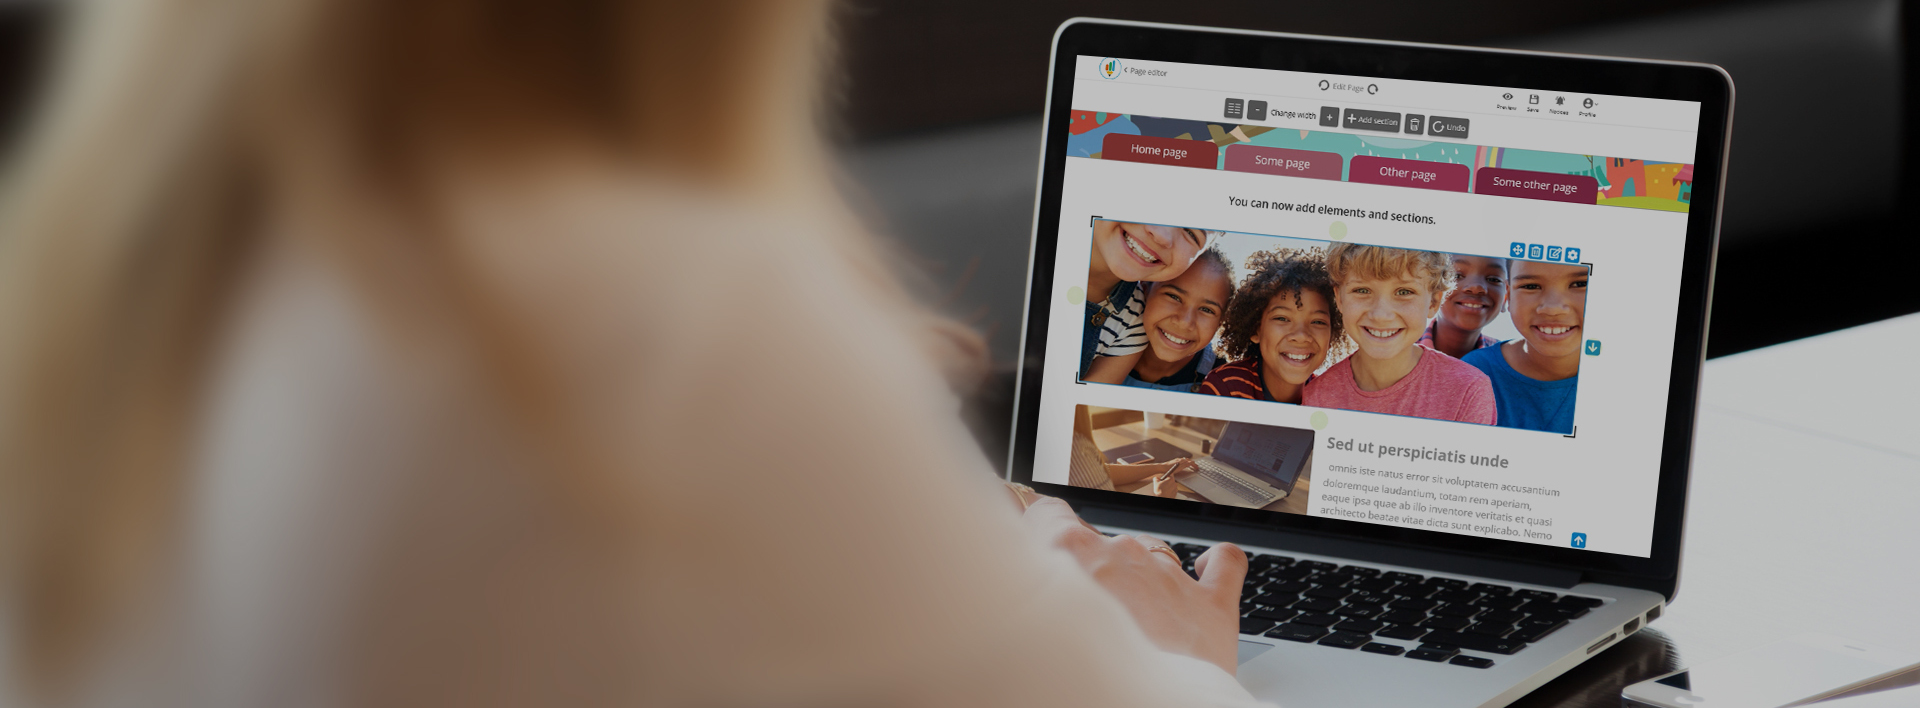 Page editor
Edit Page
Preview
Save
Notices
Profile
- Change width +
+ Add section
Undo
Home page
Some page
Other page
Some other page
You can now add elements and sections.
Sed ut perspiciatis unde
omnis iste natus error sit voluptatem accusantium
doloremque laudantium, totam rem aperiam,
eaque ipsa quae ab illo inventore veritatis et quasi
architecto beatae vitae dicta sunt explicabo. Nemo